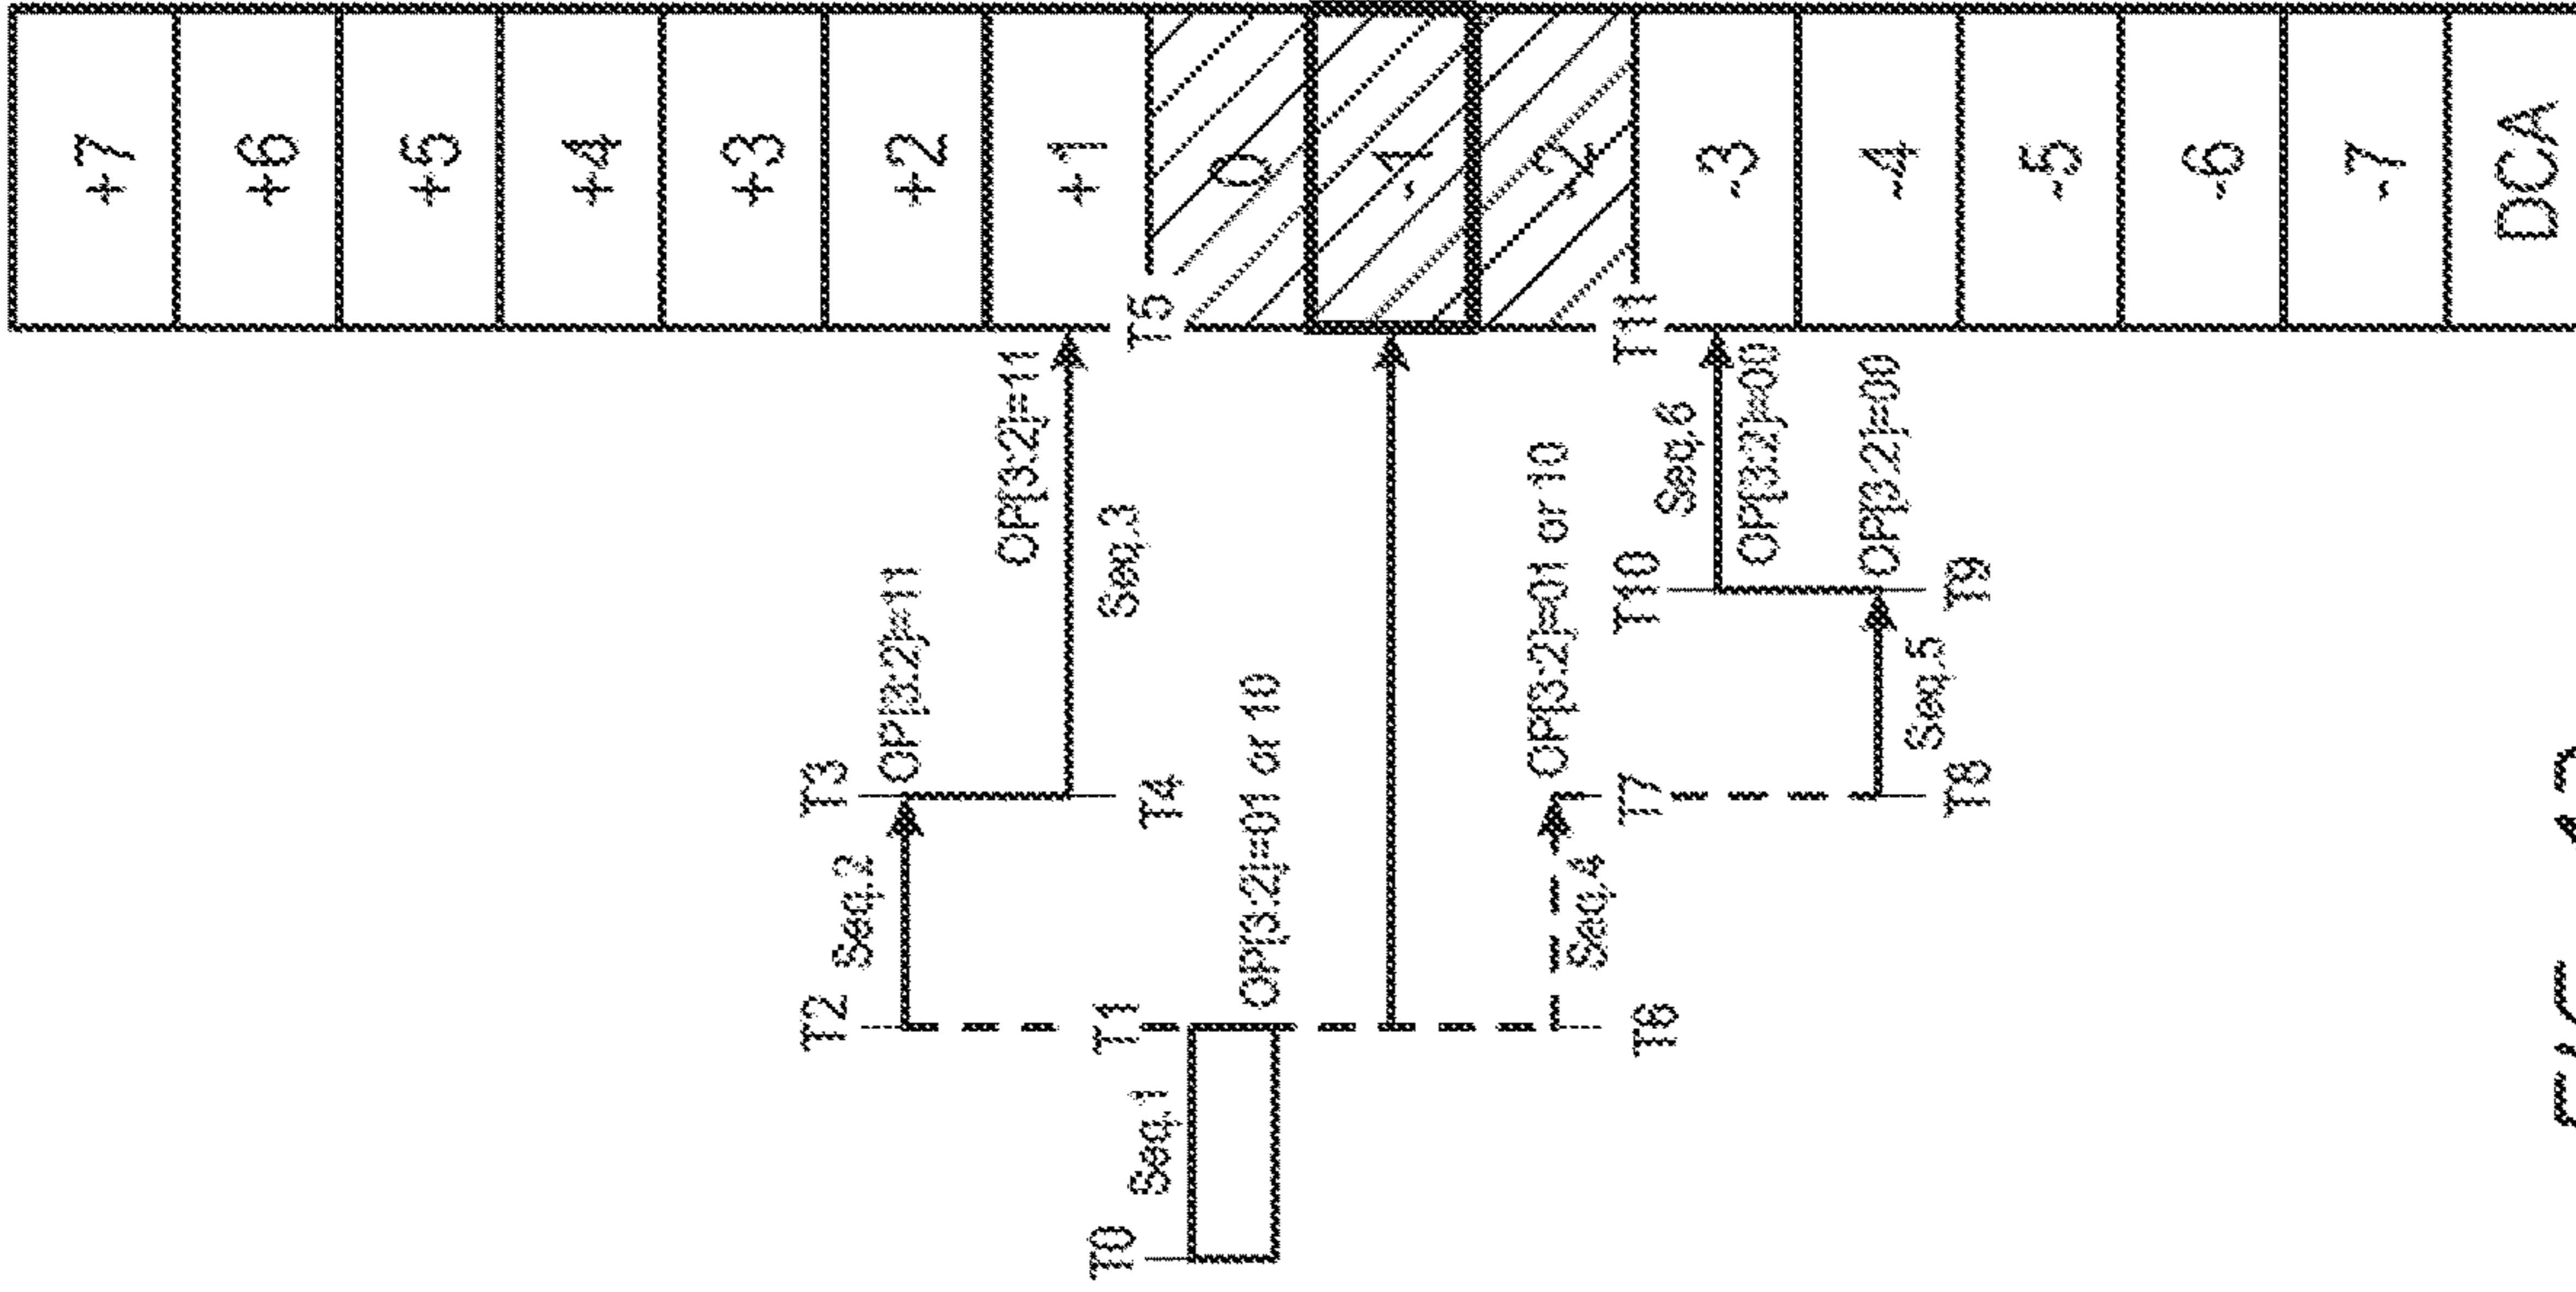 +7
+6
+5
+4
+3
+2
+1
0
-1
-2
-3
-4
-5
-6
-7
DCA
T5
T11
OP[3:2]=11
Seq.3
Seq.6
OP[3:2]=00
OP[3:2]=00
T10
T9
Seq.5
OP[3:2]=11
T3
T4
OP[3:2]=01 or 10
T7
T8
Seq.2
Seq.4
OP[3:2]=01 or 10
T2
T1
T6
Seq.1
T0